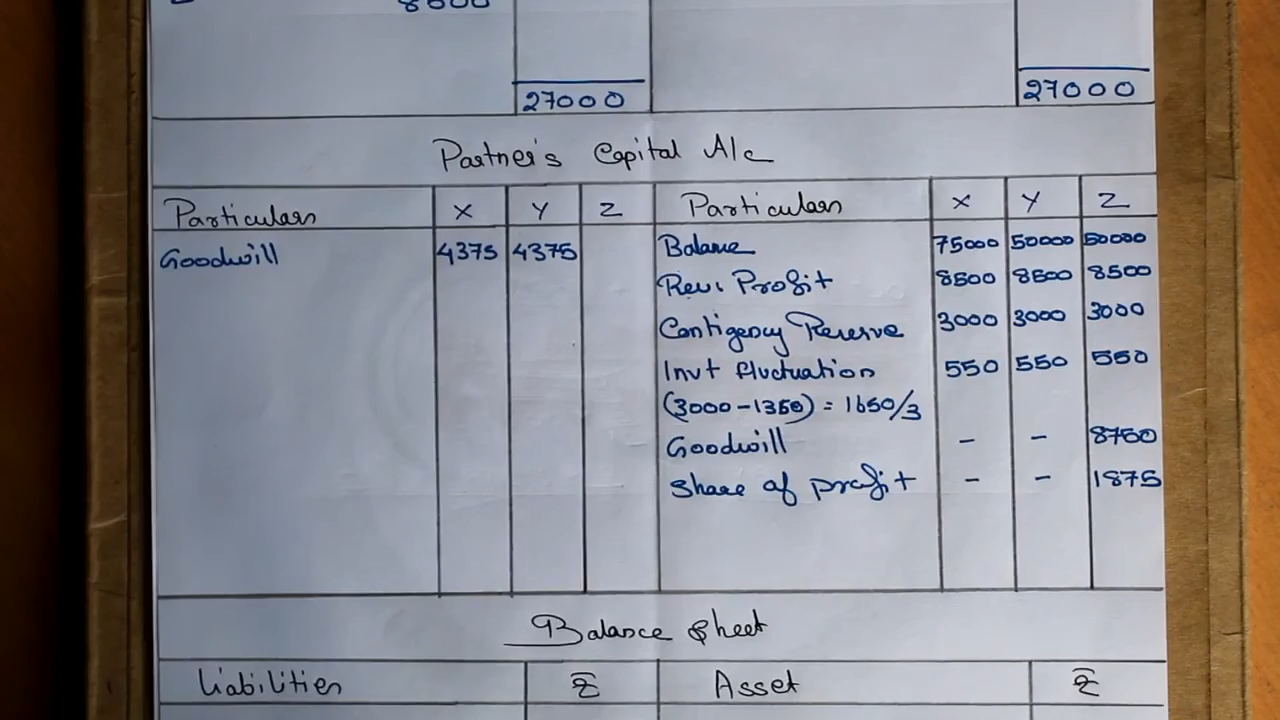 8500
27000 27000
Partner's Capital A/c
Particulars X Y Z Particulars X Y Z
Goodwill 4375 4375 Balance 75000 50000 50000
Rev. Profit 8500 8500 8500
Contigency Reserve 3000 3000 3000
Invt fluctuation 550 550 550
(3000-1350) = 1650/3
Goodwill - - 8750
Share of profit - - 1875
Balance Sheet
Liabilities ₹ Asset ₹